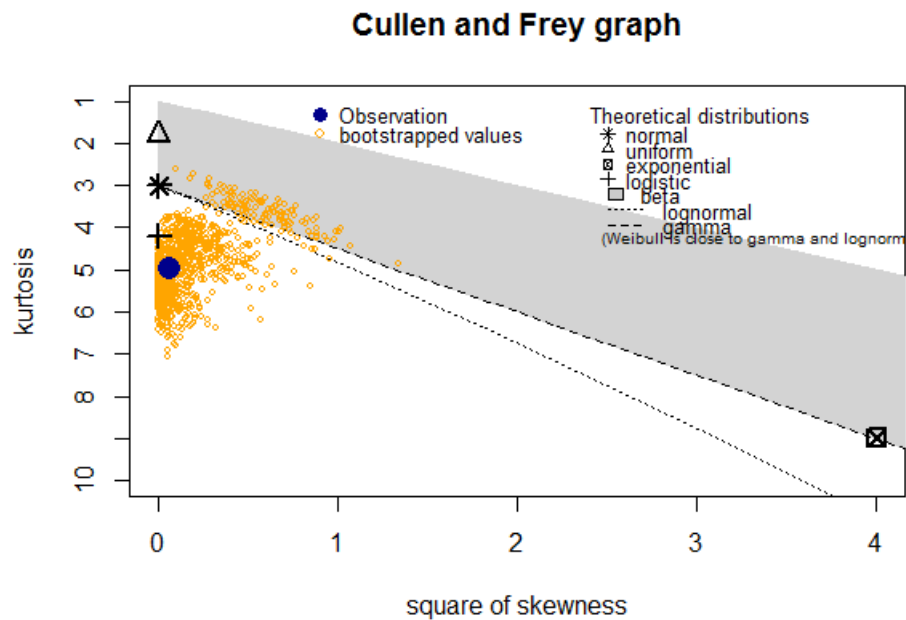 Cullen and Frey graph
Observation
bootstrapped values
Theoretical distributions
normal
uniform
exponential
logistic
beta
lognormal
gamma
(Weibull is close to gamma and lognorm
kurtosis
1
2
3
4
5
6
7
8
10
0
1
2
3
4
square of skewness